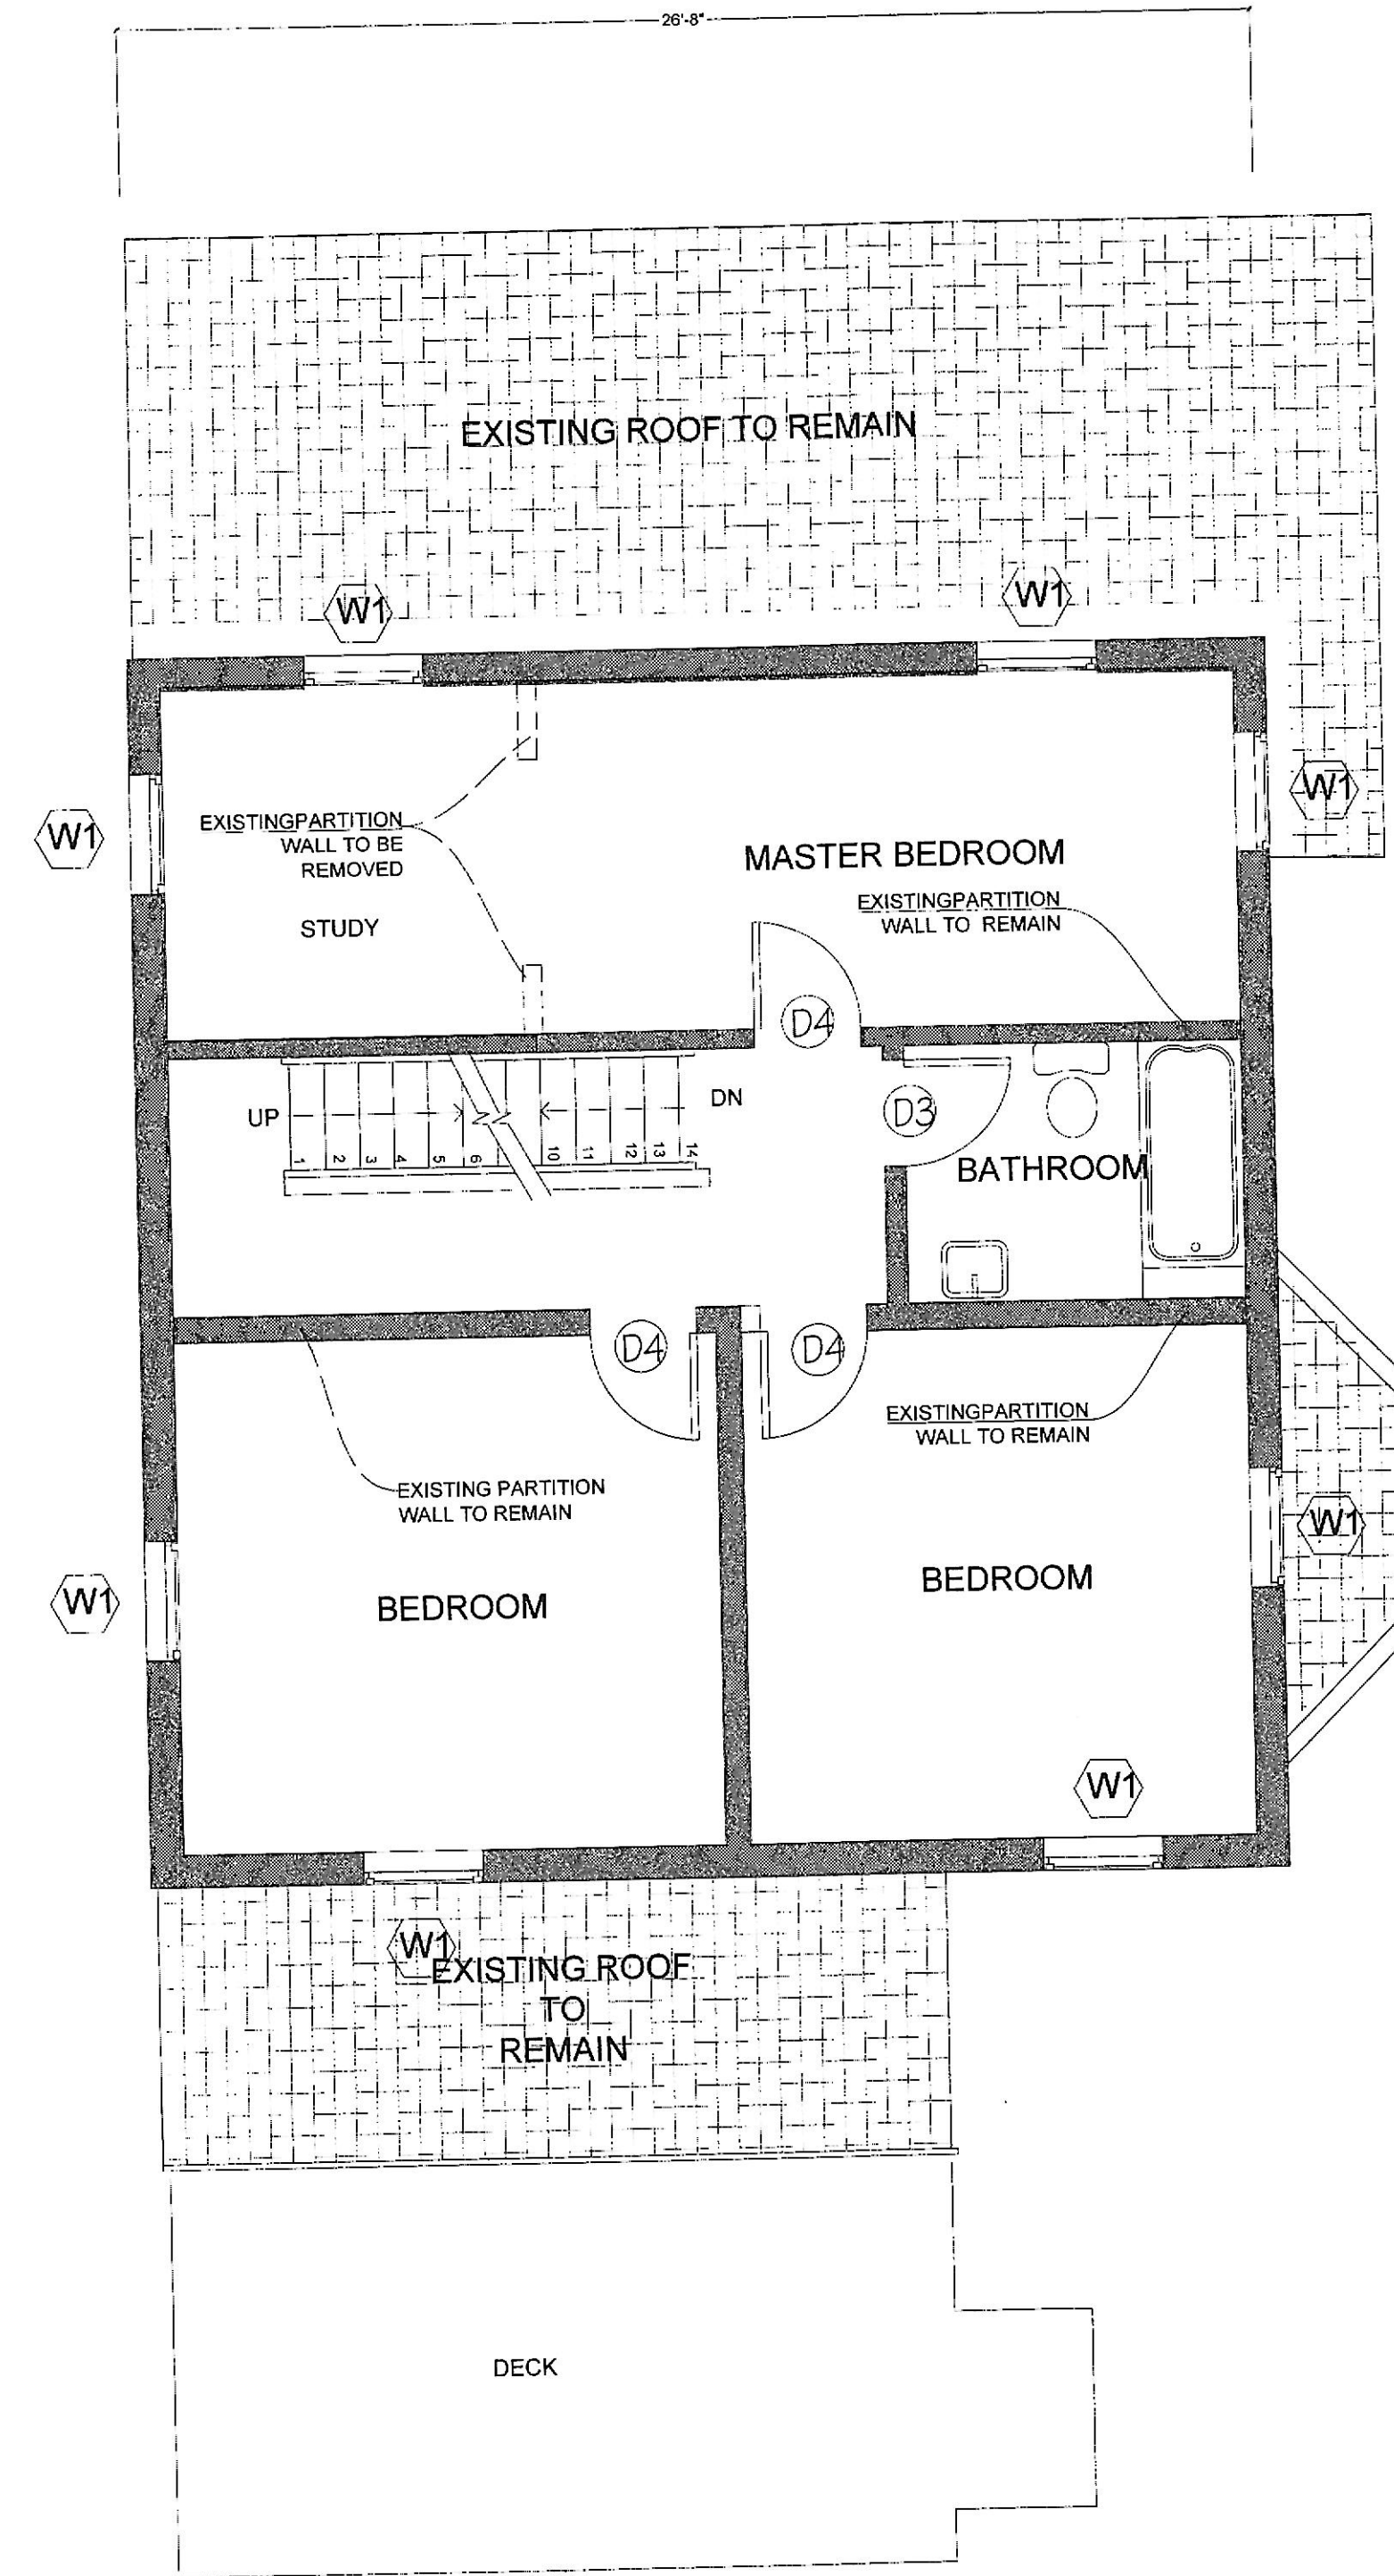 26'-8"
EXISTING ROOF TO REMAIN
W1
W1
W1
W1
EXISTINGPARTITION
WALL TO BE
REMOVED
STUDY
MASTER BEDROOM
EXISTINGPARTITION
WALL TO REMAIN
D4
UP
DN
1
2
3
4
5
6
10
11
12
13
14
D3
BATHROOM
D4
D4
EXISTINGPARTITION
WALL TO REMAIN
EXISTING PARTITION
WALL TO REMAIN
BEDROOM
BEDROOM
W1
W1
W1
W1
EXISTING ROOF
TO
REMAIN
DECK